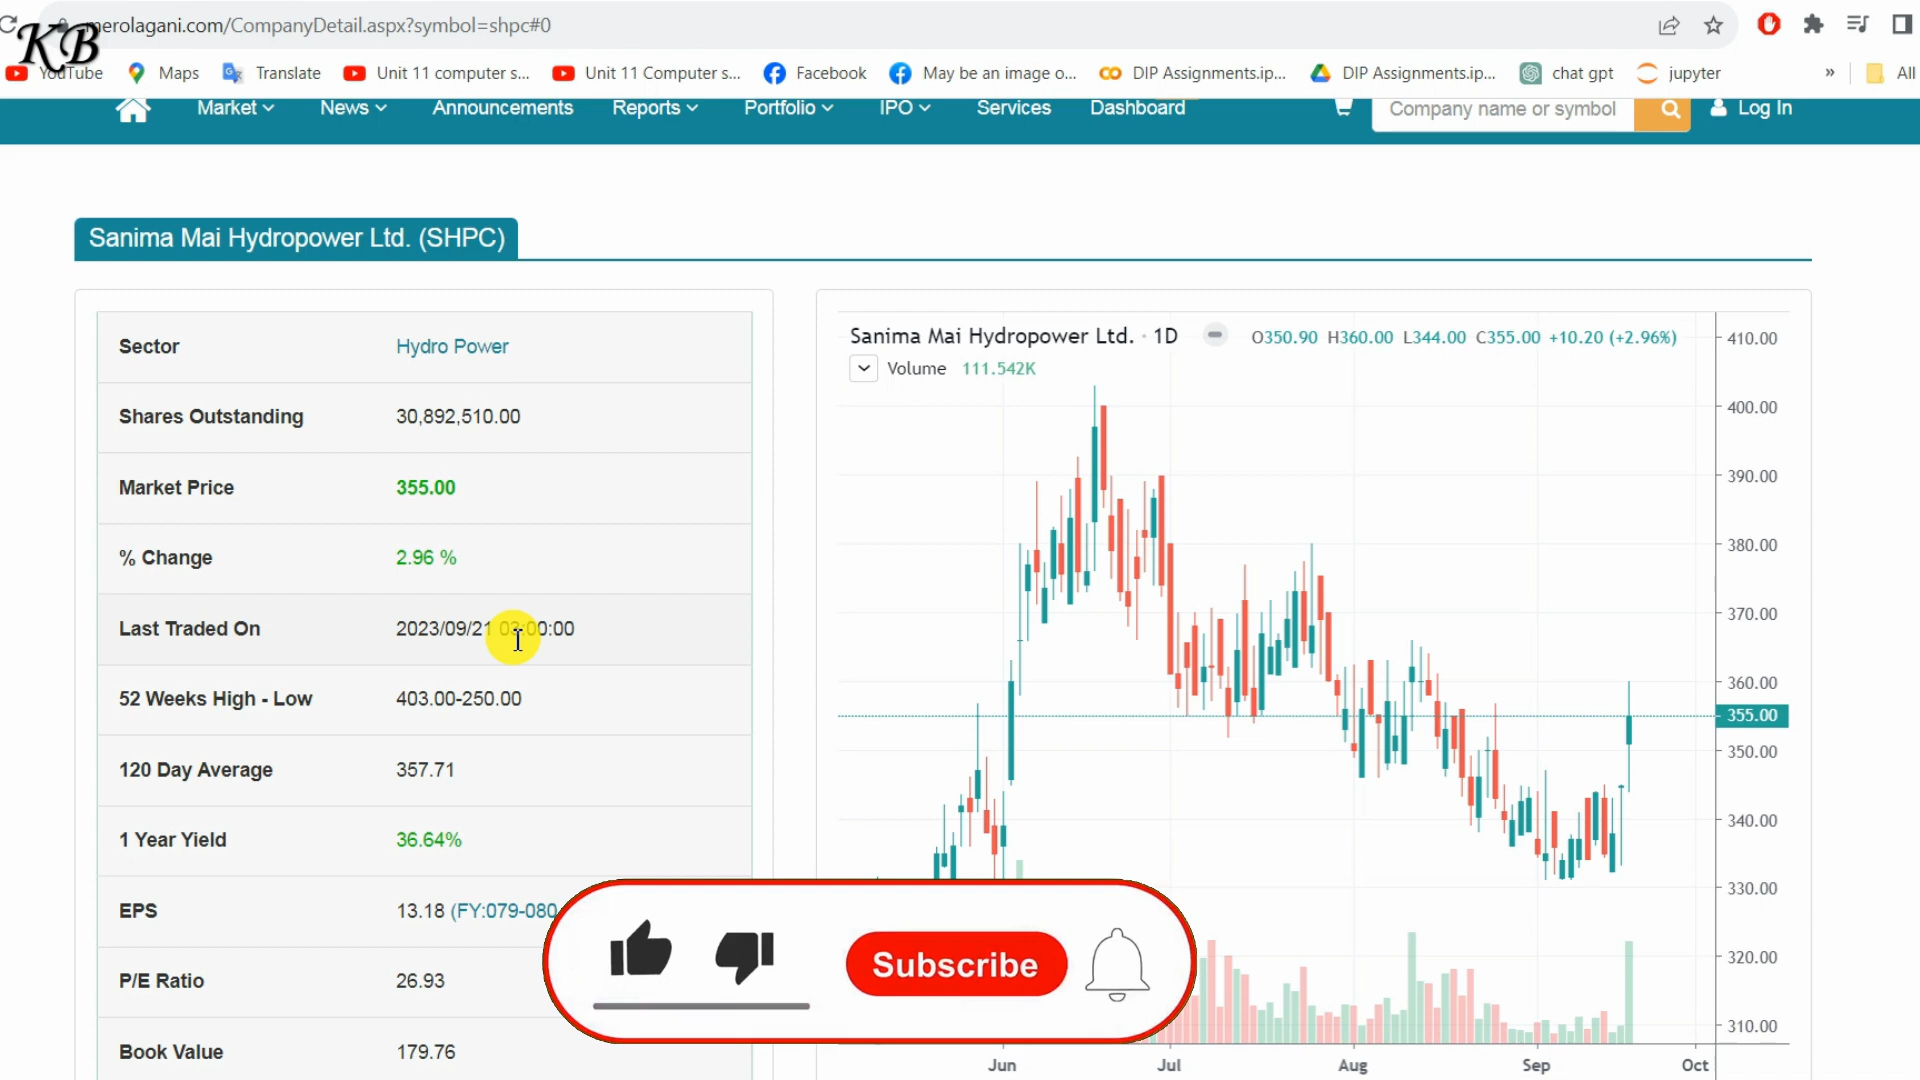 merolagani.com/CompanyDetail.aspx?symbol=shpc#0
KB
YouTube Maps Translate Unit 11 computer s... Unit 11 Computer s... Facebook May be an image o... DIP Assignments.ip... DIP Assignments.ip... chat gpt jupyter » All
Market News Announcements Reports Portfolio IPO Services Dashboard Company name or symbol Log In
Sanima Mai Hydropower Ltd. (SHPC)
Sector Hydro Power
Shares Outstanding 30,892,510.00
Market Price 355.00
% Change 2.96 %
Last Traded On 2023/09/21 03:00:00
52 Weeks High - Low 403.00-250.00
120 Day Average 357.71
1 Year Yield 36.64%
EPS 13.18 (FY:079-080
P/E Ratio 26.93
Book Value 179.76
Sanima Mai Hydropower Ltd. · 1D O350.90 H360.00 L344.00 C355.00 +10.20 (+2.96%)
Volume 111.542K
410.00
400.00
390.00
380.00
370.00
360.00
355.00
350.00
340.00
330.00
320.00
310.00
Jun Jul Aug Sep Oct
Subscribe